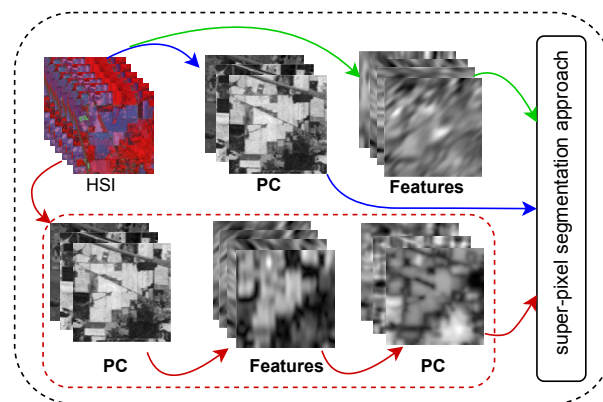 HSI
PC
Features
super-pixel segmentation approach
PC
Features
PC